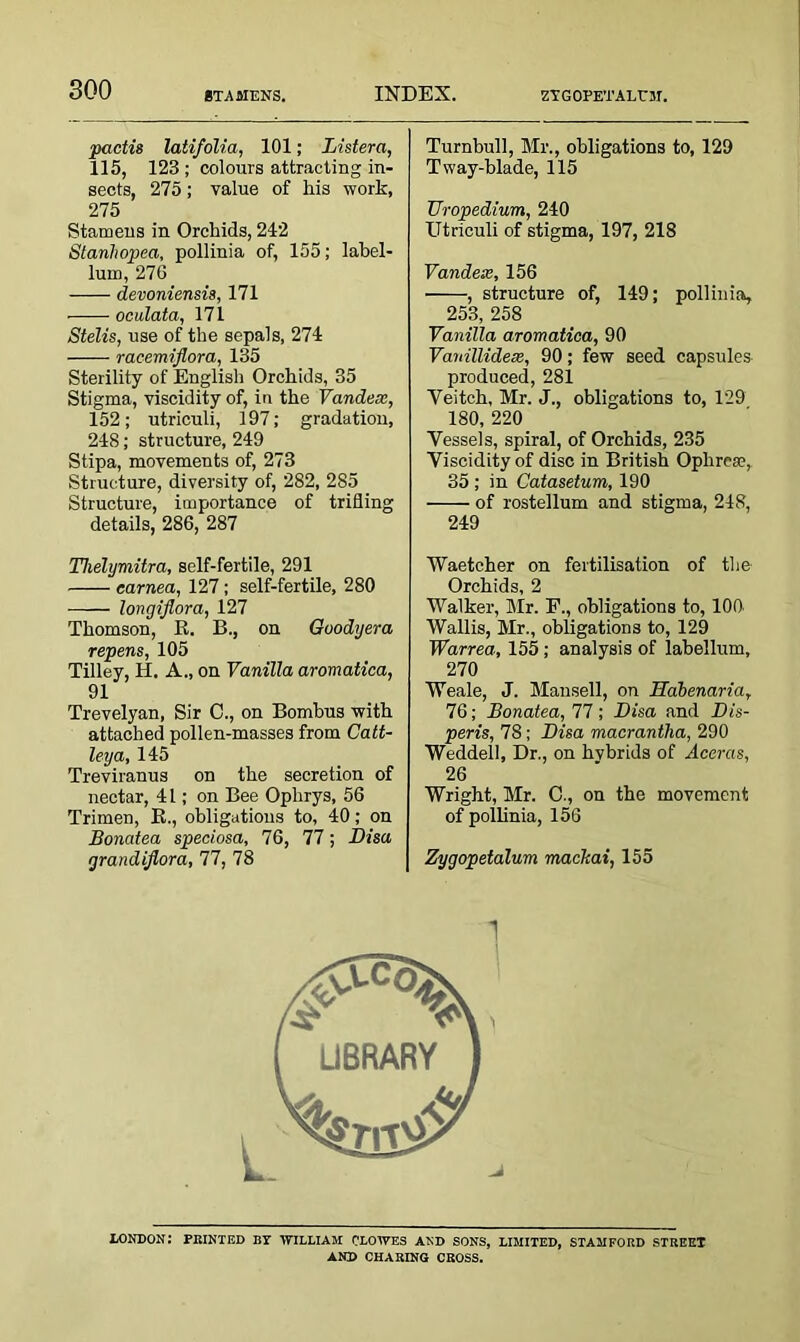 300 STAMENS. INDEX. ZYGOPETALUM.
pactis latifolia, 101; Listera,
115, 123; colours attracting in-
sects, 275; value of his work,
275
Stamens in Orchids, 242
Stanhopea, pollinia of, 155; label-
lum, 276
—— devoniensis, 171
—— oculata, 171
Stelis, use of the sepals, 274
—— racemiflora, 135
Sterility of English Orchids, 35
Stigma, viscidity of, in the Vandeæ,
152; utriculi, 197; gradation,
248; structure, 249
Stipa, movements of, 273
Structure, diversity of, 282, 285
Structure, importance of trifling
details, 286, 287
Thelymitra, self-fertile, 291
—— carnea, 127; self-fertile, 280
—— longiflora, 127
Thomson, R. B., on Goodyera
repens, 105
Tilley, H. A., on Vanilla aromatica,
91
Trevelyan, Sir C., on Bombus with
attached pollen-masses from Catt-
leya, 145
Treviranus on the secretion of
nectar, 41; on Bee Ophrys, 56
Trimen, R., obligations to, 40; on
Bonatea speciosa, 76, 77; Disa
grandiflora, 77, 78
Turnbull, Mr., obligations to, 129
Tway-blade, 115
Uropedium, 240
Utriculi of stigma, 197, 218
Vandeæ, 156
——, structure of, 149; pollinia,
253, 258
Vanilla aromatica, 90
Vanillideæ, 90; few seed capsules
produced, 281
Veitch, Mr. J., obligations to, 129
180, 220
Vessels, spiral, of Orchids, 235
Viscidity of disc in British Ophreæ,
35; in Catasetum, 190
—— of rostellum and stigma, 248,
249
Waetcher on fertilisation of the
Orchids, 2
Walker, Mr. F., obligations to, 100
Wallis, Mr., obligations to, 129
Warrea, 155; analysis of labellum,
270
Weale, J. Mansell, on Habenaria,
76; Bonatea, 77; Disa and Dis-
peris, 78; Disa macrantha, 290
Weddell, Dr., on hybrids of Aceras,
26
Wright, Mr. C., on the movement
of pollinia, 156
Zygopetalum mackai, 155
WELLCOME
LIBRARY
INSTITUTE
LONDON: PRINTED BY WILLIAM CLOWES AND SONS, LIMITED, STAMFORD STREET
AND CHARING CROSS.